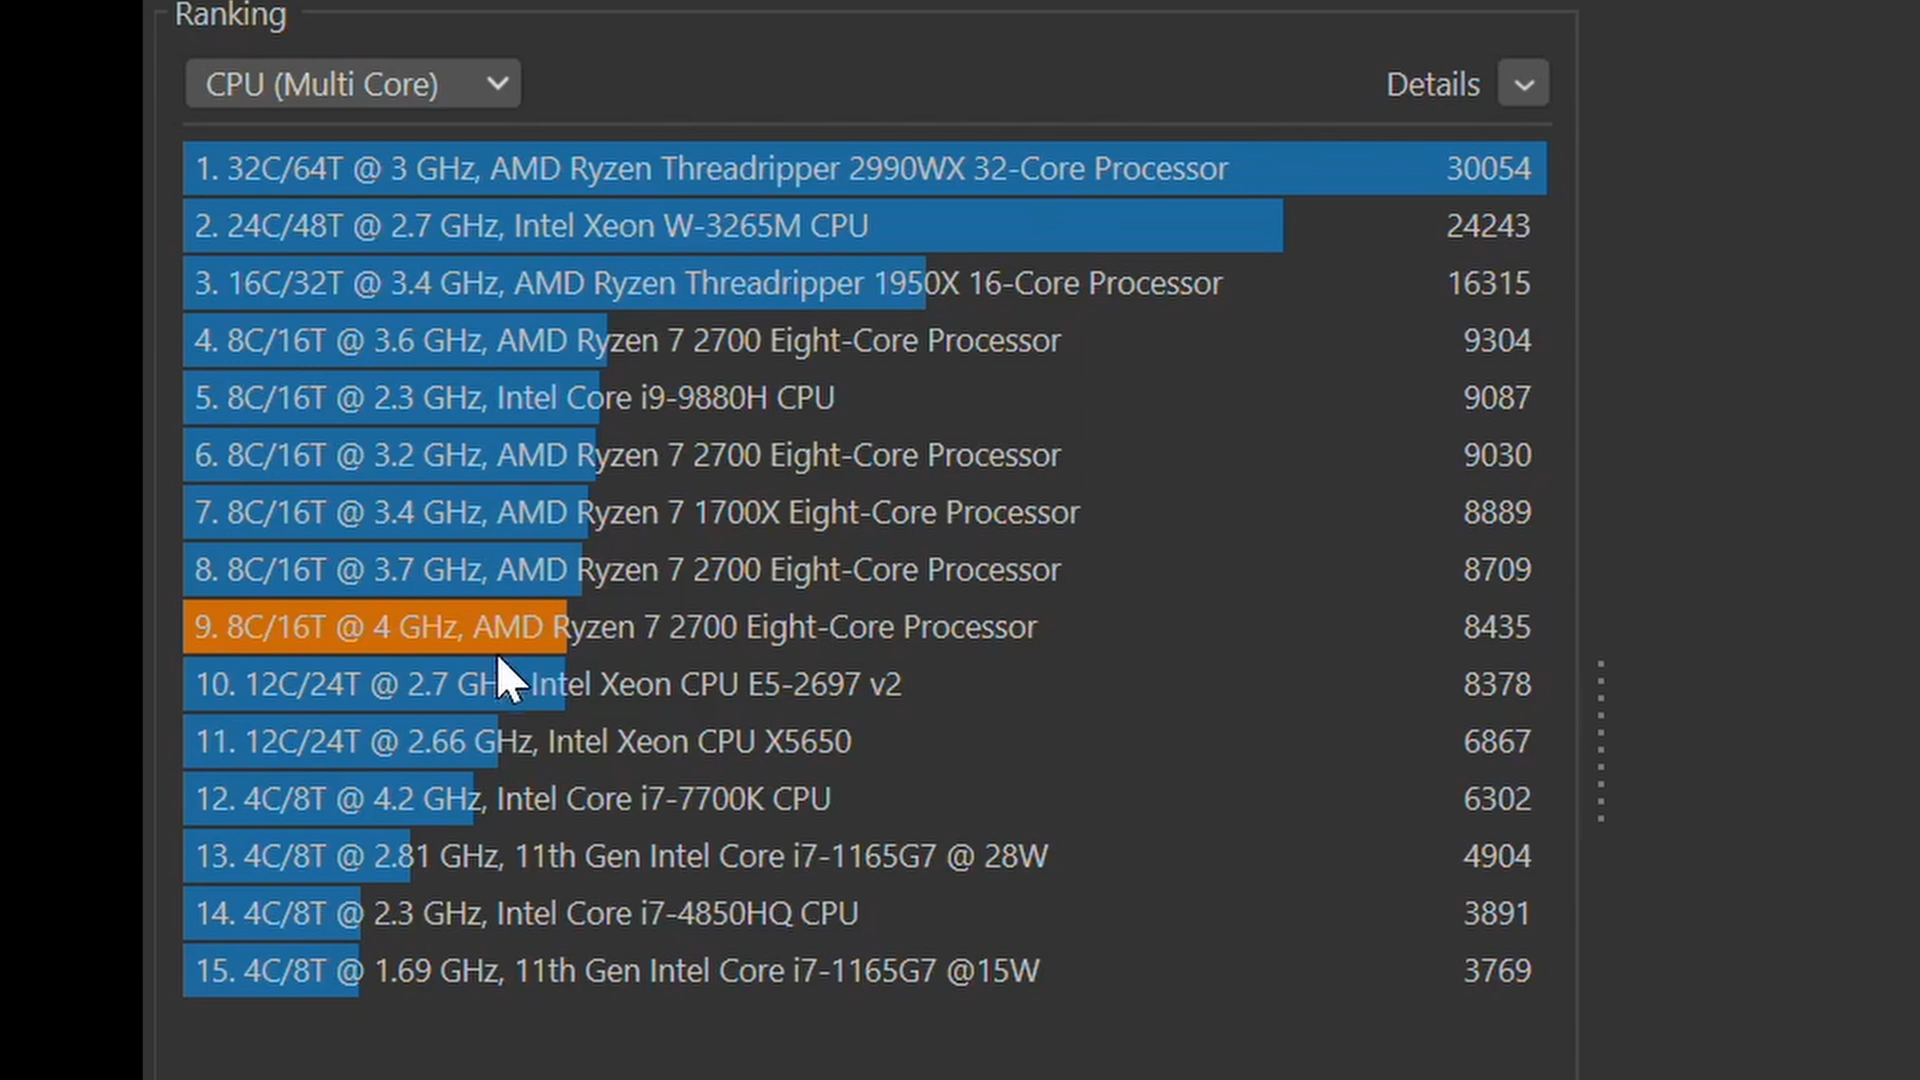 Ranking
CPU (Multi Core)
Details
1. 32C/64T @ 3 GHz, AMD Ryzen Threadripper 2990WX 32-Core Processor 30054
2. 24C/48T @ 2.7 GHz, Intel Xeon W-3265M CPU 24243
3. 16C/32T @ 3.4 GHz, AMD Ryzen Threadripper 1950X 16-Core Processor 16315
4. 8C/16T @ 3.6 GHz, AMD Ryzen 7 2700 Eight-Core Processor 9304
5. 8C/16T @ 2.3 GHz, Intel Core i9-9880H CPU 9087
6. 8C/16T @ 3.2 GHz, AMD Ryzen 7 2700 Eight-Core Processor 9030
7. 8C/16T @ 3.4 GHz, AMD Ryzen 7 1700X Eight-Core Processor 8889
8. 8C/16T @ 3.7 GHz, AMD Ryzen 7 2700 Eight-Core Processor 8709
9. 8C/16T @ 4 GHz, AMD Ryzen 7 2700 Eight-Core Processor 8435
10. 12C/24T @ 2.7 GH Intel Xeon CPU E5-2697 v2 8378
11. 12C/24T @ 2.66 GHz, Intel Xeon CPU X5650 6867
12. 4C/8T @ 4.2 GHz, Intel Core i7-7700K CPU 6302
13. 4C/8T @ 2.81 GHz, 11th Gen Intel Core i7-1165G7 @ 28W 4904
14. 4C/8T @ 2.3 GHz, Intel Core i7-4850HQ CPU 3891
15. 4C/8T @ 1.69 GHz, 11th Gen Intel Core i7-1165G7 @15W 3769